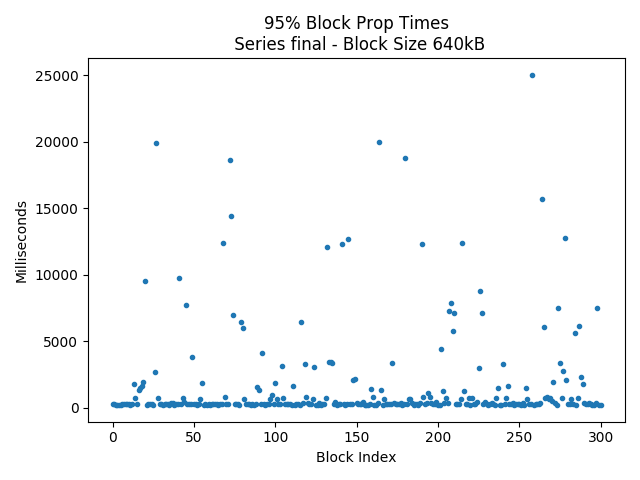 95% Block Prop Times
Series final - Block Size 640kB
25000
20000
15000
10000
5000
0
Milliseconds
0 50 100 150 200 250 300
Block Index